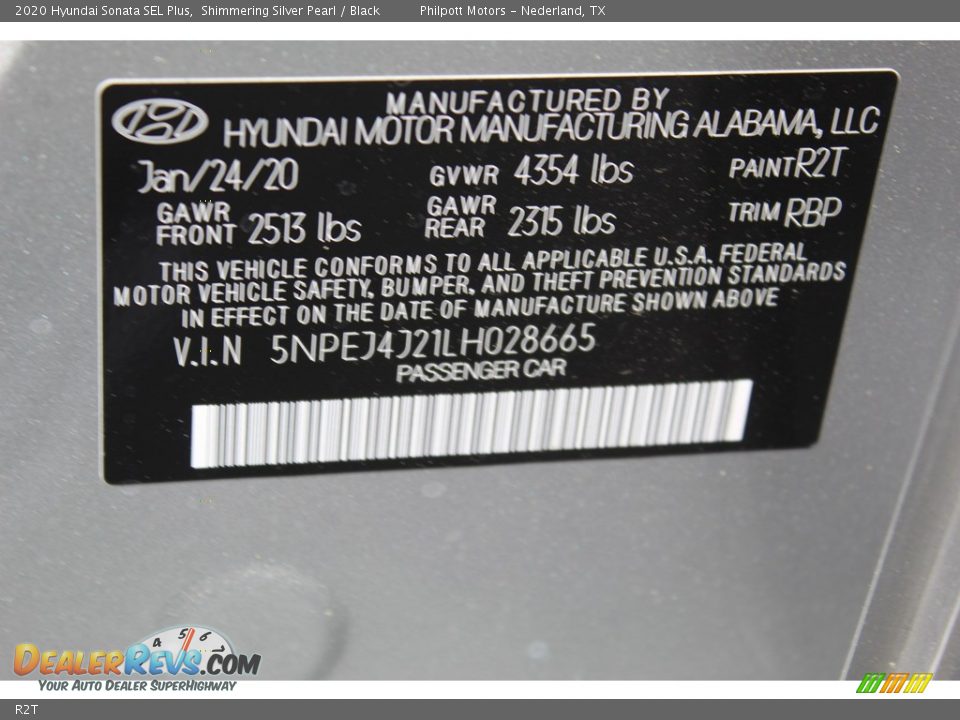 2020 Hyundai Sonata SEL Plus, Shimmering Silver Pearl / Black Philpott Motors – Nederland, TX
MANUFACTURED BY
HYUNDAI MOTOR MANUFACTURING ALABAMA, LLC
Jan/24/20 GVWR 4354 lbs PAINT R2T
GAWR FRONT 2513 lbs GAWR REAR 2315 lbs TRIM RBP
THIS VEHICLE CONFORMS TO ALL APPLICABLE U.S.A. FEDERAL
MOTOR VEHICLE SAFETY, BUMPER, AND THEFT PREVENTION STANDARDS
IN EFFECT ON THE DATE OF MANUFACTURE SHOWN ABOVE
V.I.N 5NPEJ4J21LH028665
PASSENGER CAR
4 5 6
DEALERREVS.COM
YOUR AUTO DEALER SUPERHIGHWAY
R2T